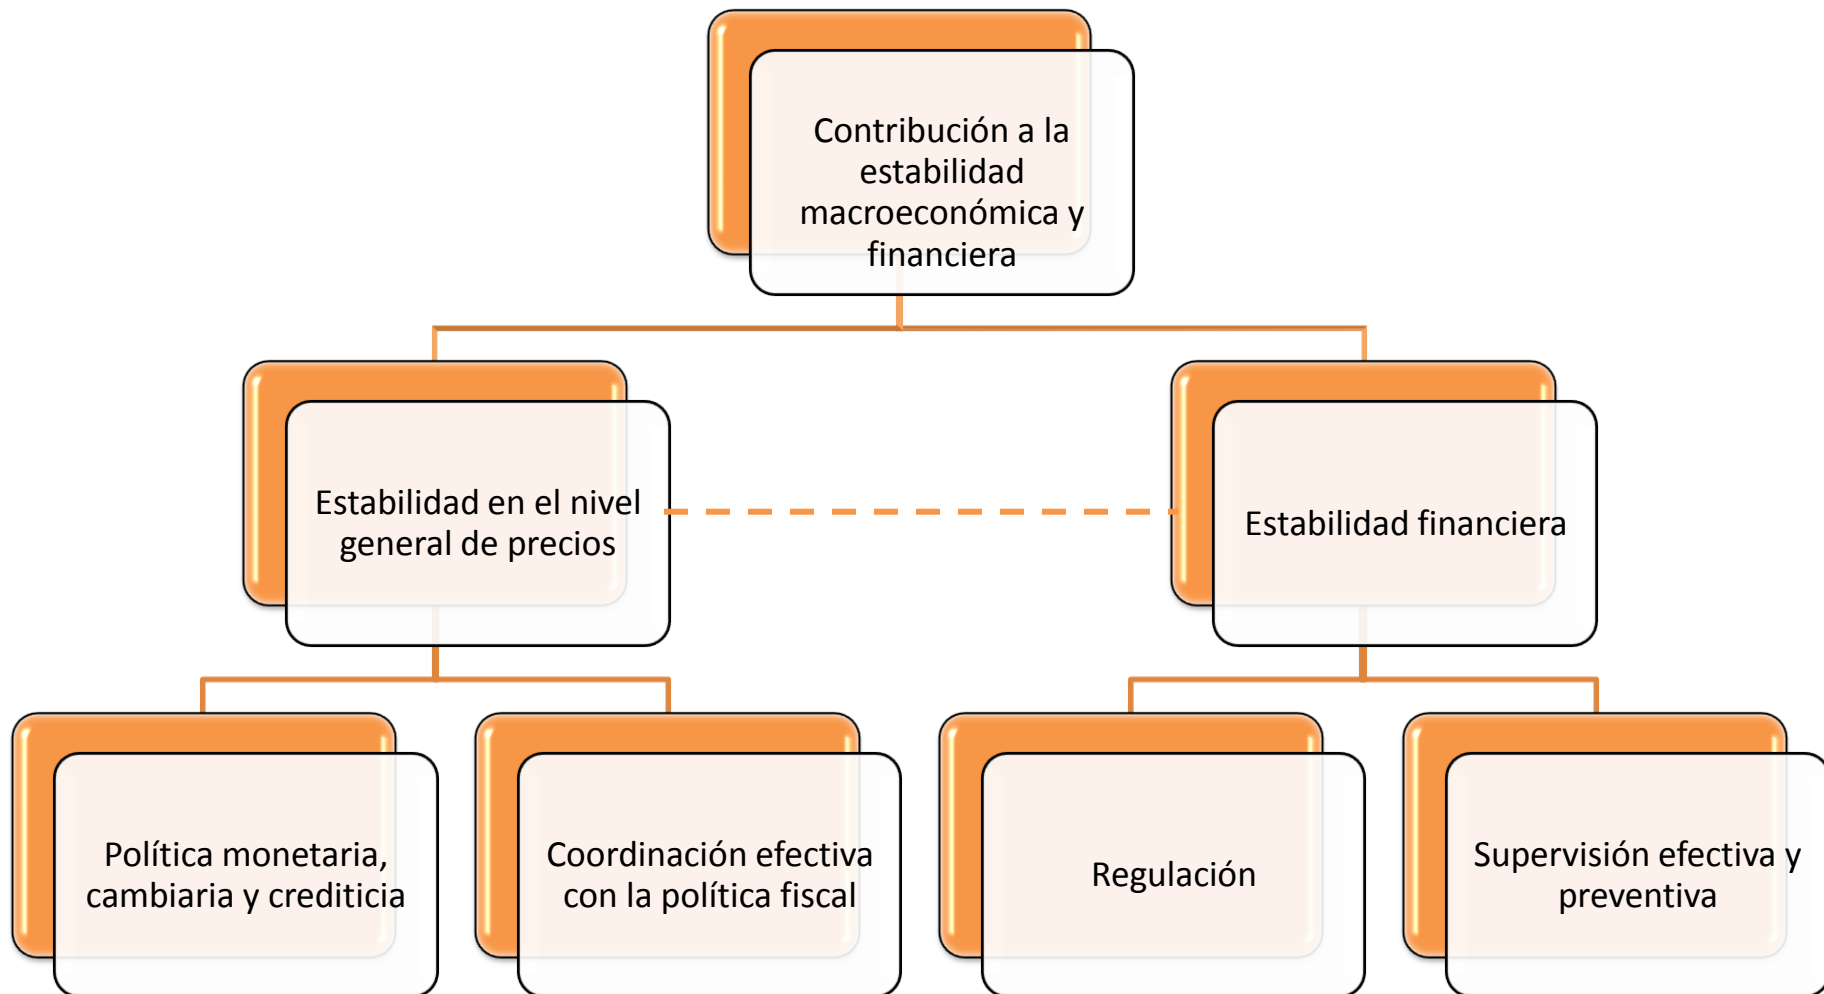 Contribución a la
estabilidad
macroeconómica y
financiera
Estabilidad en el nivel
general de precios
Estabilidad financiera
Política monetaria,
cambiaria y crediticia
Coordinación efectiva
con la política fiscal
Regulación
Supervisión efectiva y
preventiva